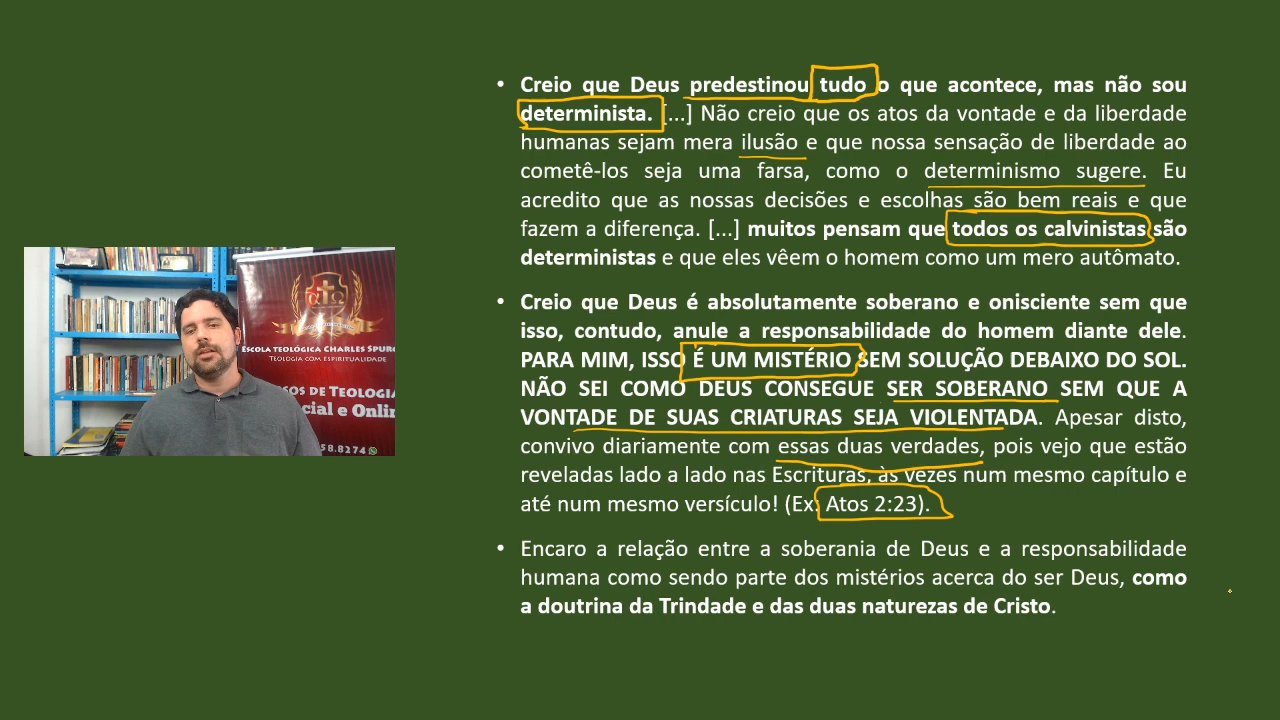 • Creio que Deus predestinou tudo o que acontece, mas não sou
determinista. [...] Não creio que os atos da vontade e da liberdade
humanas sejam mera ilusão e que nossa sensação de liberdade ao
cometê-los seja uma farsa, como o determinismo sugere. Eu
acredito que as nossas decisões e escolhas são bem reais e que
fazem a diferença. [...] muitos pensam que todos os calvinistas são
deterministas e que eles vêem o homem como um mero autômato.
• Creio que Deus é absolutamente soberano e onisciente sem que
isso, contudo, anule a responsabilidade do homem diante dele.
PARA MIM, ISSO É UM MISTÉRIO SEM SOLUÇÃO DEBAIXO DO SOL.
NÃO SEI COMO DEUS CONSEGUE SER SOBERANO SEM QUE A
VONTADE DE SUAS CRIATURAS SEJA VIOLENTADA. Apesar disto,
convivo diariamente com essas duas verdades, pois vejo que estão
reveladas lado a lado nas Escrituras, às vezes num mesmo capítulo e
até num mesmo versículo! (Ex: Atos 2:23).
• Encaro a relação entre a soberania de Deus e a responsabilidade
humana como sendo parte dos mistérios acerca do ser Deus, como
a doutrina da Trindade e das duas naturezas de Cristo.
ESCOLA TEOLÓGICA CHARLES SPUR
TEOLOGIA COM ESPIRITUALIDADE
SOS DE TEOLOGIA
cial e Onlin
58.8274